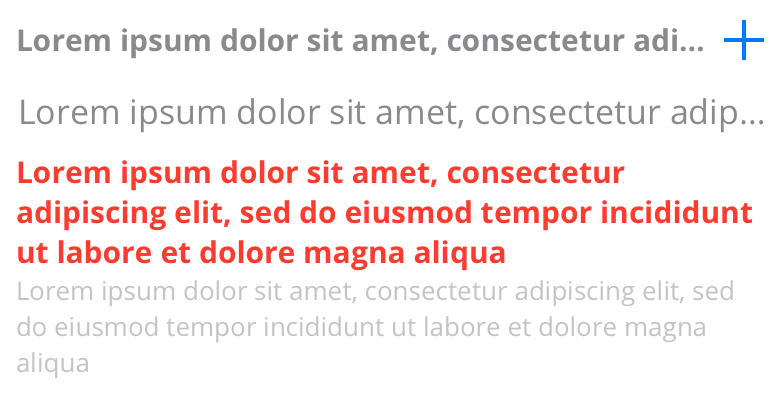 Lorem ipsum dolor sit amet, consectetur adi...
Lorem ipsum dolor sit amet, consectetur adip...
Lorem ipsum dolor sit amet, consectetur
adipiscing elit, sed do eiusmod tempor incididunt
ut labore et dolore magna aliqua
Lorem ipsum dolor sit amet, consectetur adipiscing elit, sed
do eiusmod tempor incididunt ut labore et dolore magna
aliqua